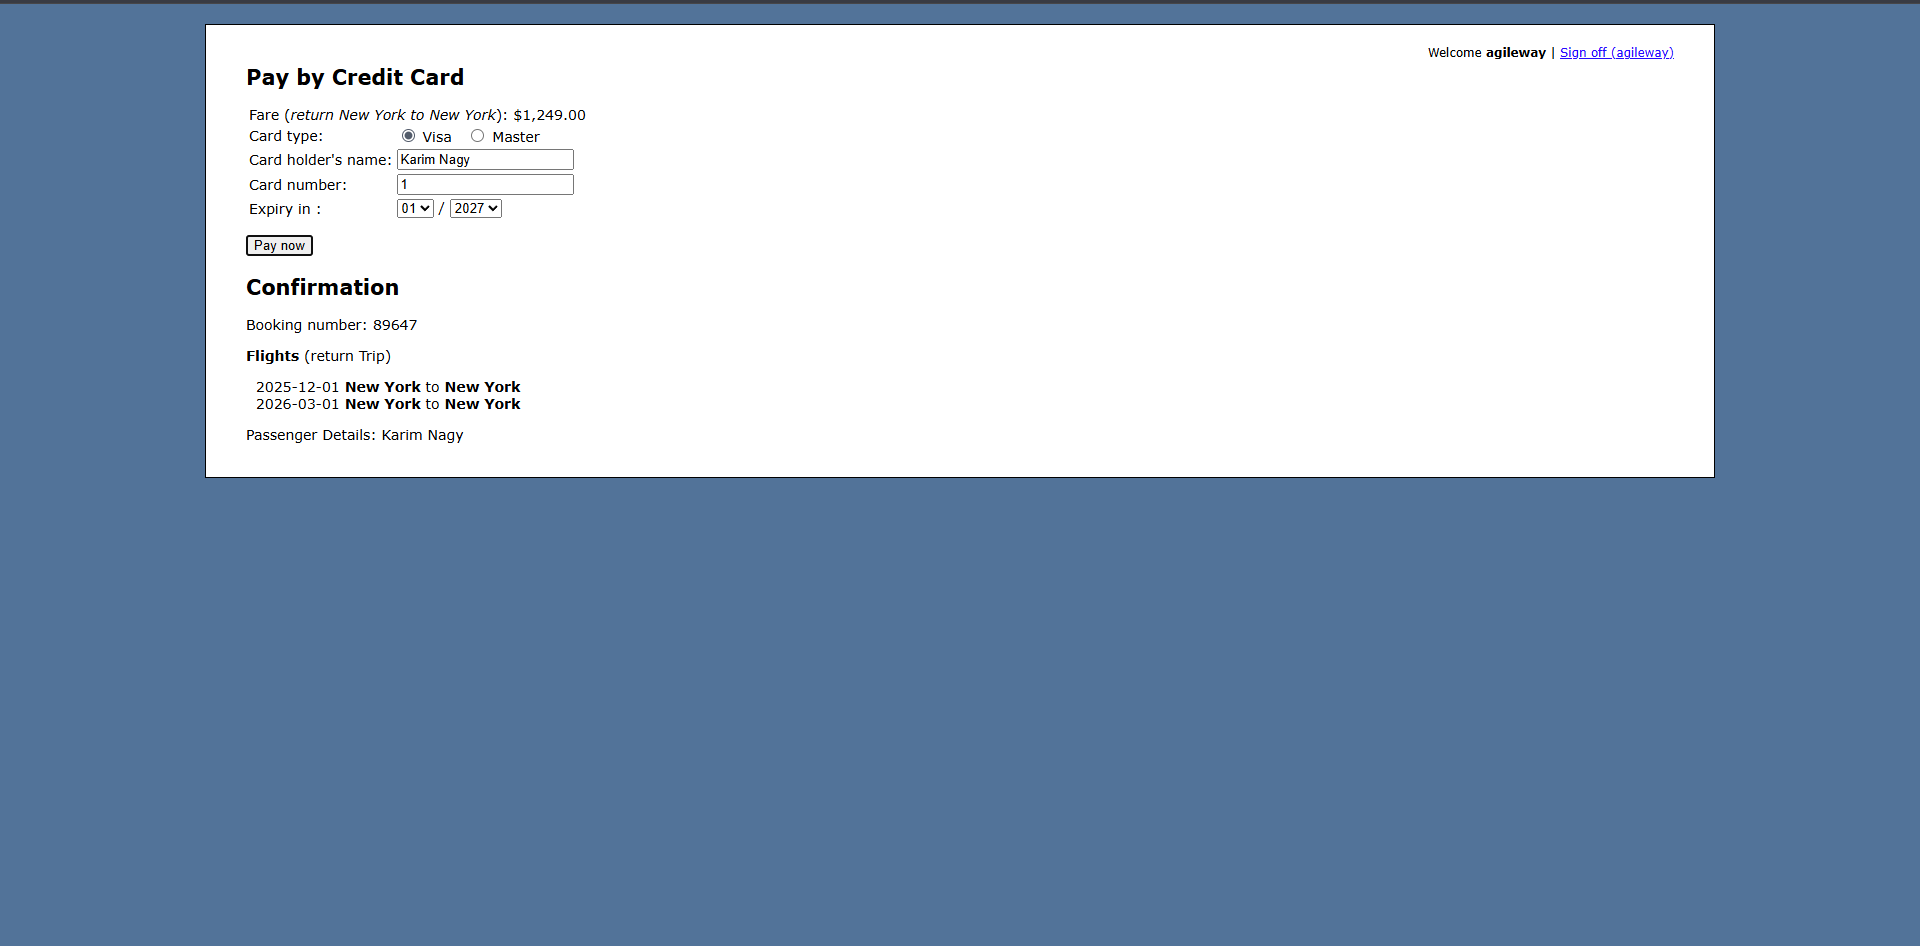 Welcome agileway | Sign off (agileway)
Pay by Credit Card
Fare (return New York to New York): $1,249.00
Card type: Visa Master
Card holder's name: Karim Nagy
Card number: 1
Expiry in : 01 / 2027
Pay now
Confirmation
Booking number: 89647
Flights (return Trip)
2025-12-01 New York to New York
2026-03-01 New York to New York
Passenger Details: Karim Nagy